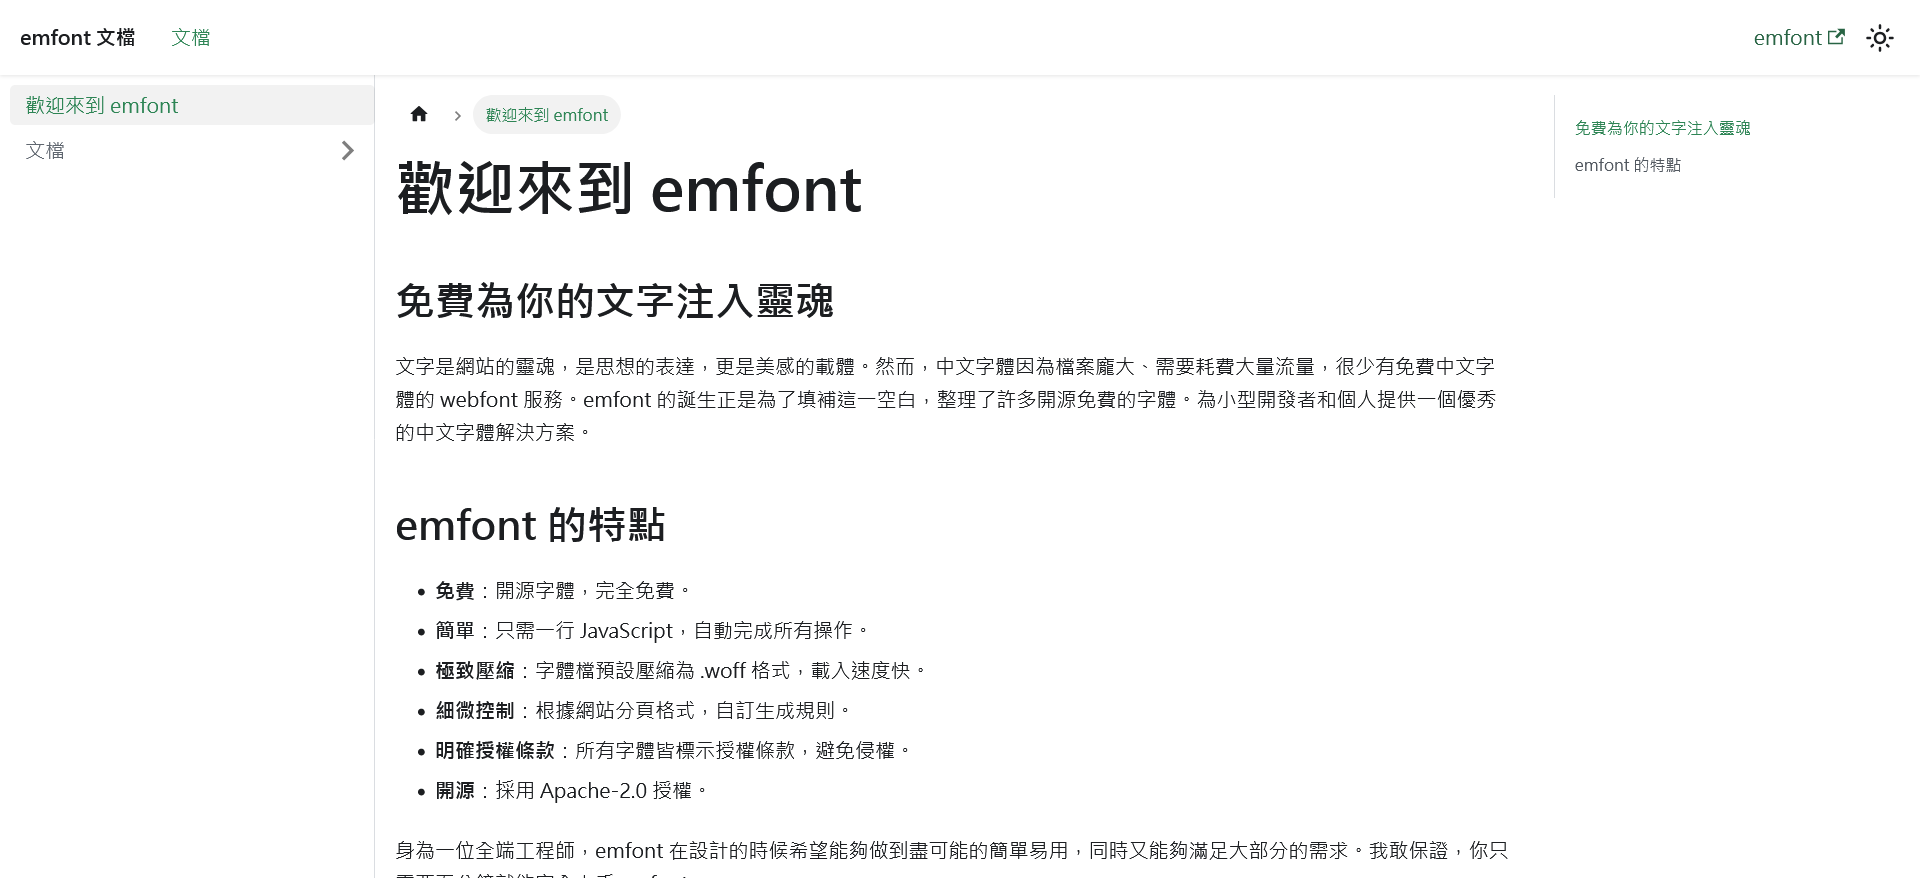 emfont 文檔
文檔
emfont
歡迎來到 emfont
文檔
歡迎來到 emfont
歡迎來到 emfont
免費為你的文字注入靈魂
文字是網站的靈魂，是思想的表達，更是美感的載體。然而，中文字體因為檔案龐大、需要耗費大量流量，很少有免費中文字
體的 webfont 服務。emfont 的誕生正是為了填補這一空白，整理了許多開源免費的字體。為小型開發者和個人提供一個優秀
的中文字體解決方案。
emfont 的特點
免費：開源字體，完全免費。
簡單：只需一行 JavaScript，自動完成所有操作。
極致壓縮：字體檔預設壓縮為 .woff 格式，載入速度快。
細微控制：根據網站分頁格式，自訂生成規則。
明確授權條款：所有字體皆標示授權條款，避免侵權。
開源：採用 Apache-2.0 授權。
身為一位全端工程師，emfont 在設計的時候希望能夠做到盡可能的簡單易用，同時又能夠滿足大部分的需求。我敢保證，你只
免費為你的文字注入靈魂
emfont 的特點